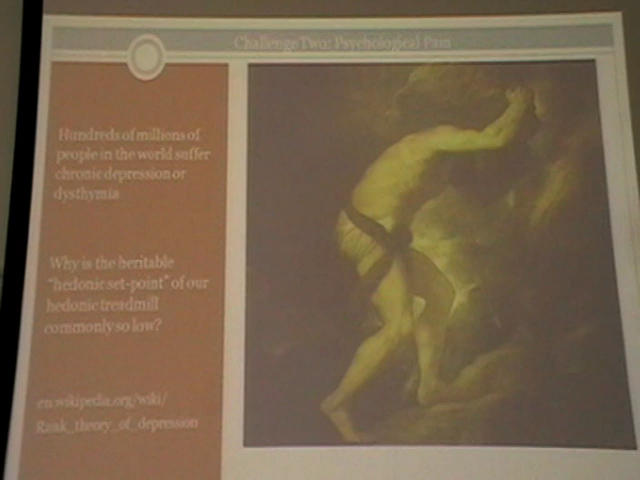 Challenge Two: Psychological Pain
Hundreds of millions of
people in the world suffer
chronic depression or
dysthymia
Why is the heritable
"hedonic set-point" of our
hedonic treadmill
commonly so low?
en.wikipedia.org/wiki/
Rank_theory_of_depression